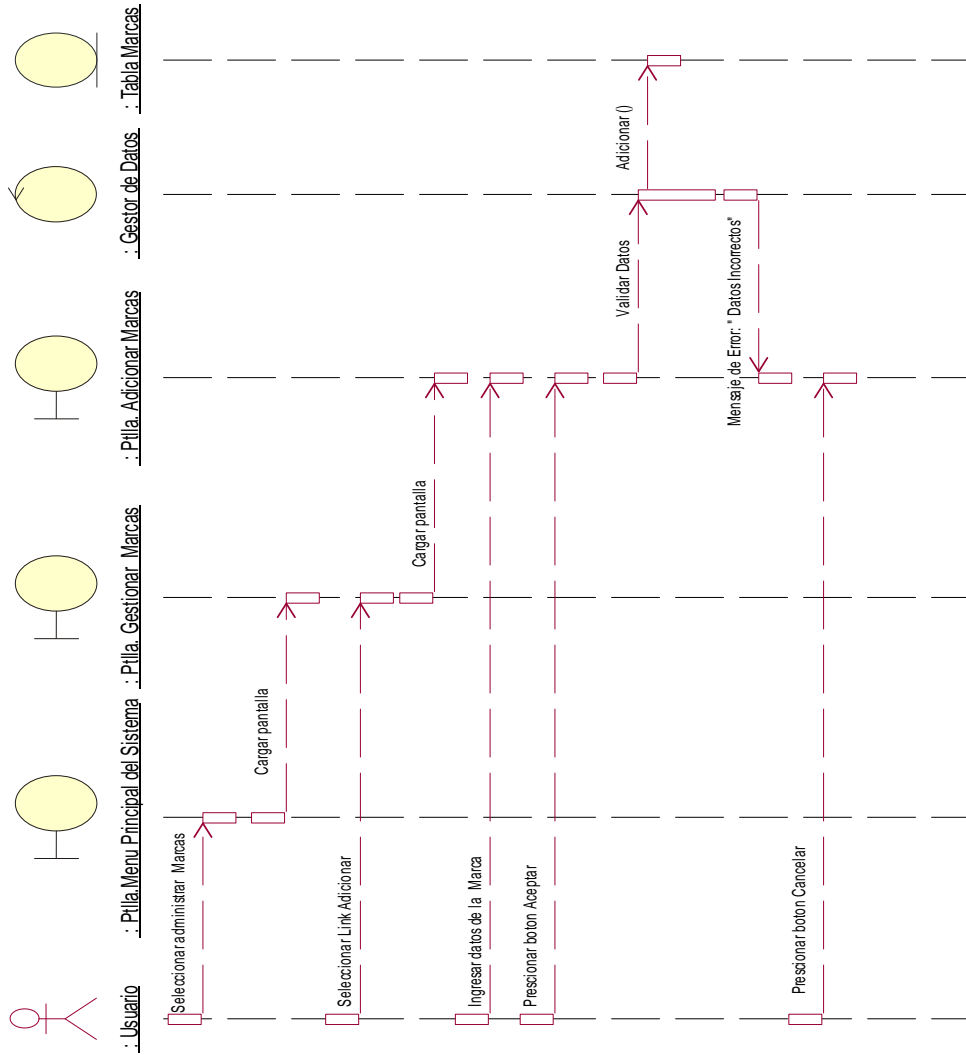 : Usuario
: Ptlla.Menu Principal del Sistema
: Ptlla. Gestionar Marcas
: Ptlla. Adicionar Marcas
: Gestor de Datos
: Tabla Marcas
Seleccionar administrar Marcas
Cargar pantalla
Seleccionar Link Adicionar
Cargar pantalla
Ingresar datos de la Marca
Prescionar boton Aceptar
Validar Datos
Adicionar ()
Mensaje de Error: " Datos Incorrectos"
Prescionar boton Cancelar